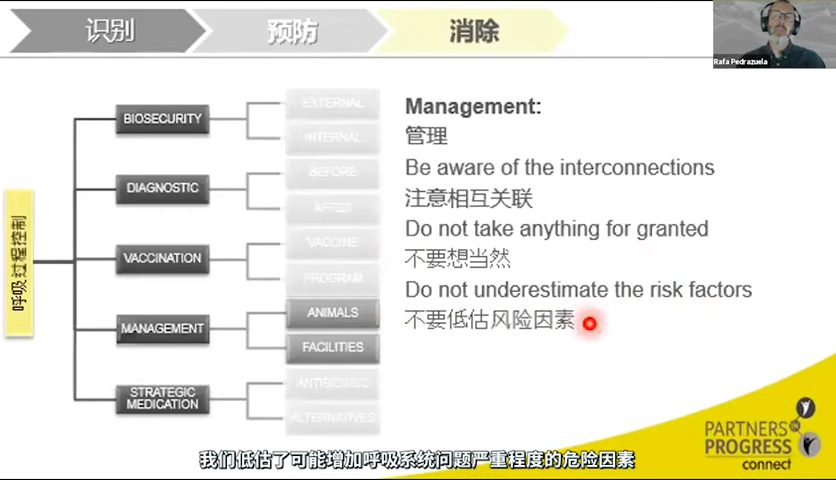 识别
预防
消除
Rafa Pedrazuela
呼吸过程控制
BIOSECURITY
EXTERNAL
INTERNAL
DIAGNOSTIC
BEFORE
AFTER
VACCINATION
VACCINE
PROGRAM
MANAGEMENT
ANIMALS
FACILITIES
STRATEGIC
MEDICATION
ANTIBIOTICS
ALTERNATIVES
Management:
管理
Be aware of the interconnections
注意相互关联
Do not take anything for granted
不要想当然
Do not underestimate the risk factors
不要低估风险因素
PARTNERS IN
PROGRESS
connect
我们低估了可能增加呼吸系统问题严重程度的危险因素